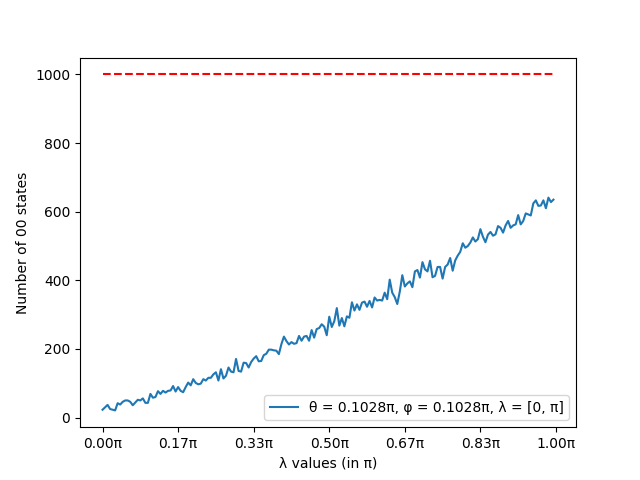 1000
800
600
400
200
0
Number of 00 states
θ = 0.1028π, φ = 0.1028π, λ = [0, π]
0.00π 0.17π 0.33π 0.50π 0.67π 0.83π 1.00π
λ values (in π)